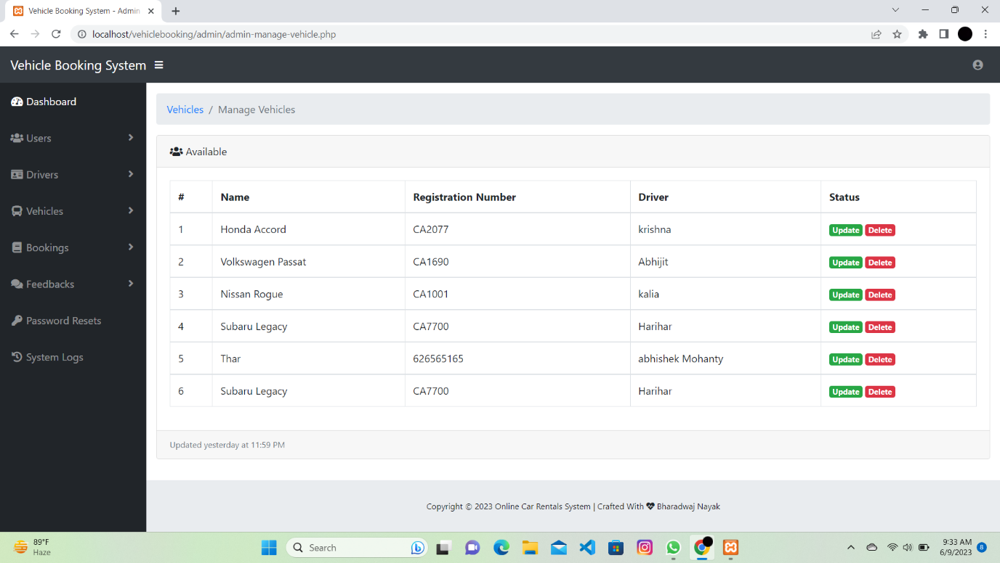 Vehicle Booking System - Admin
localhost/vehiclebooking/admin/admin-manage-vehicle.php
Vehicle Booking System
Dashboard
Users
Drivers
Vehicles
Bookings
Feedbacks
Password Resets
System Logs
Vehicles / Manage Vehicles
Available
# Name Registration Number Driver Status
1 Honda Accord CA2077 krishna Update Delete
2 Volkswagen Passat CA1690 Abhijit Update Delete
3 Nissan Rogue CA1001 kalia Update Delete
4 Subaru Legacy CA7700 Harihar Update Delete
5 Thar 626565165 abhishek Mohanty Update Delete
6 Subaru Legacy CA7700 Harihar Update Delete
Updated yesterday at 11:59 PM
Copyright © 2023 Online Car Rentals System | Crafted With Bharadwaj Nayak
89°F
Haze
Search
9:33 AM
6/9/2023
8